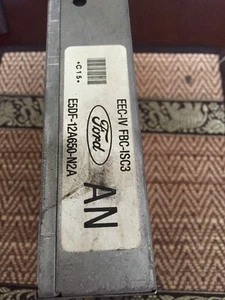 •C15•
Ford
EEC-IV FBC-ISC3
E5DF-12A650-N2A
AN